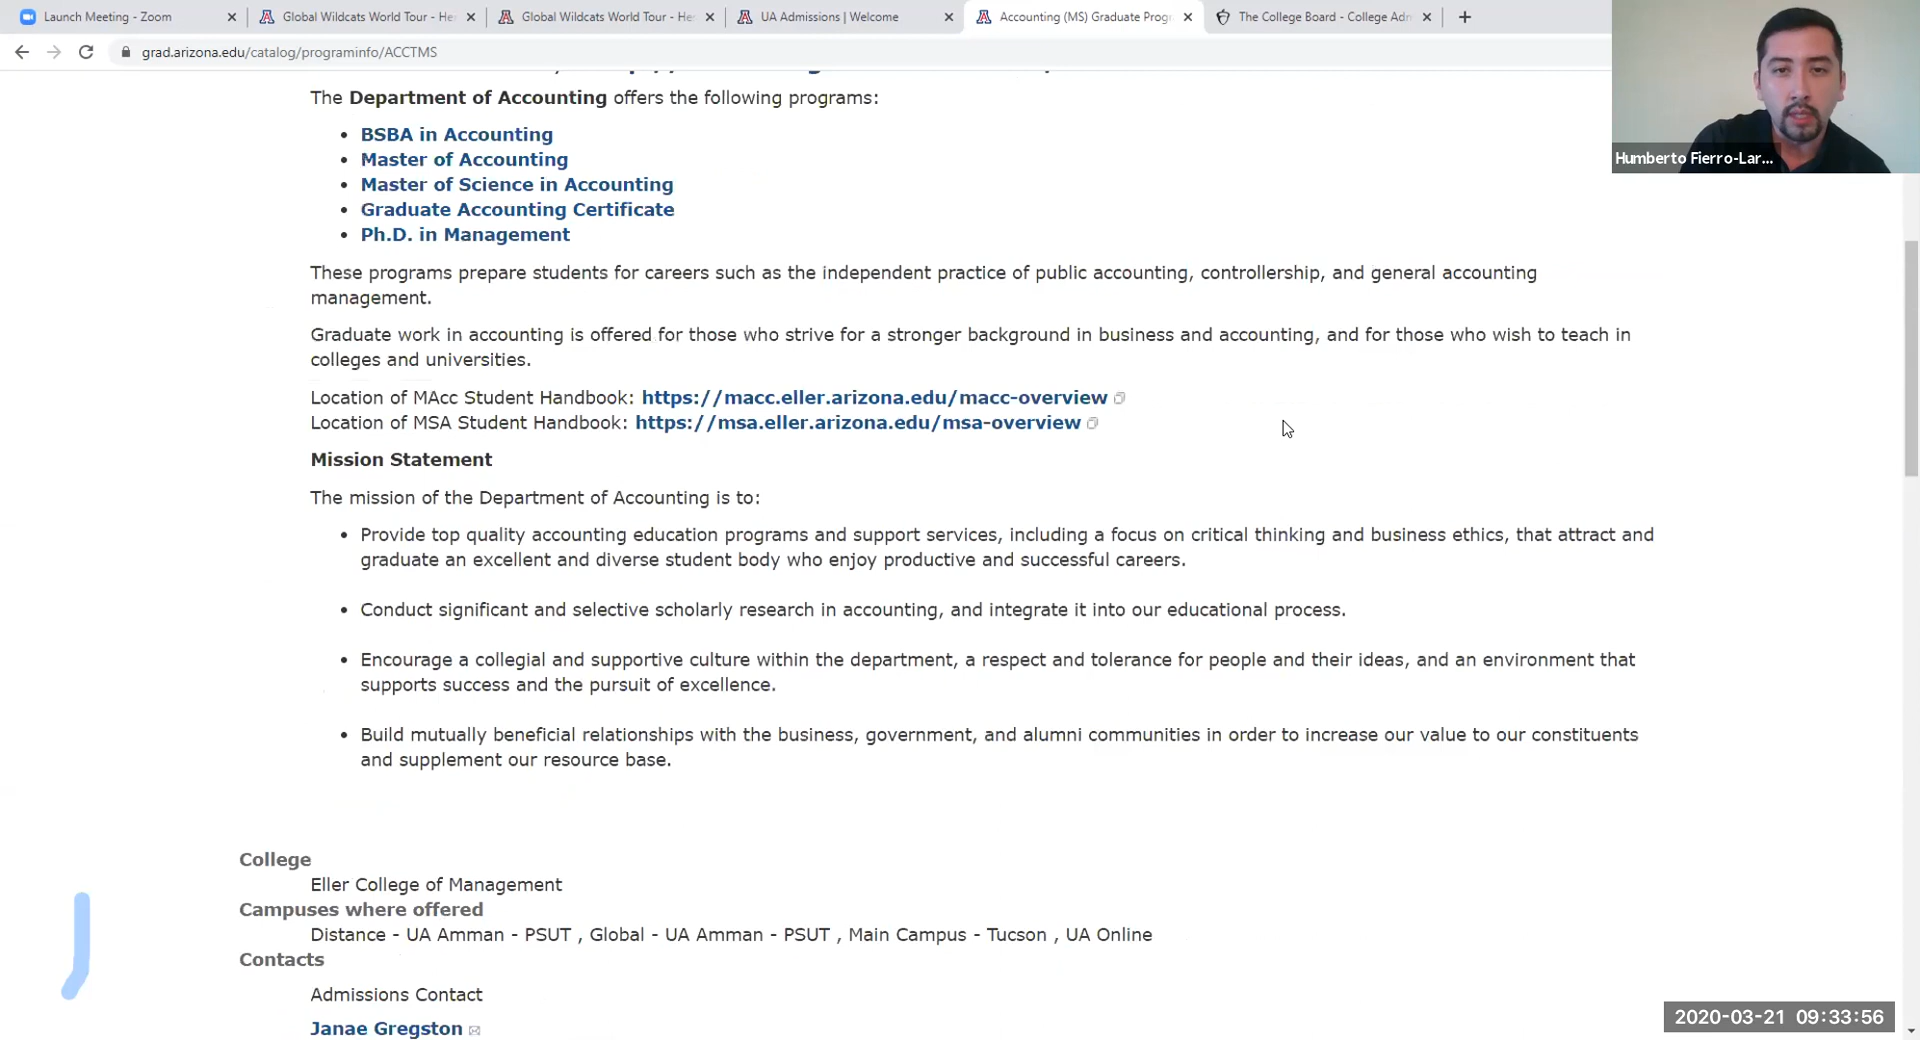 Launch Meeting - Zoom
Global Wildcats World Tour - He
Global Wildcats World Tour - He
UA Admissions | Welcome
Accounting (MS) Graduate Prog
The College Board - College Adm
grad.arizona.edu/catalog/programinfo/ACCTMS
The Department of Accounting offers the following programs:
• BSBA in Accounting
• Master of Accounting
• Master of Science in Accounting
• Graduate Accounting Certificate
• Ph.D. in Management
These programs prepare students for careers such as the independent practice of public accounting, controllership, and general accounting
management.
Graduate work in accounting is offered for those who strive for a stronger background in business and accounting, and for those who wish to teach in
colleges and universities.
Location of MAcc Student Handbook: https://macc.eller.arizona.edu/macc-overview
Location of MSA Student Handbook: https://msa.eller.arizona.edu/msa-overview
Mission Statement
The mission of the Department of Accounting is to:
• Provide top quality accounting education programs and support services, including a focus on critical thinking and business ethics, that attract and
graduate an excellent and diverse student body who enjoy productive and successful careers.
• Conduct significant and selective scholarly research in accounting, and integrate it into our educational process.
• Encourage a collegial and supportive culture within the department, a respect and tolerance for people and their ideas, and an environment that
supports success and the pursuit of excellence.
• Build mutually beneficial relationships with the business, government, and alumni communities in order to increase our value to our constituents
and supplement our resource base.
College
Eller College of Management
Campuses where offered
Distance - UA Amman - PSUT , Global - UA Amman - PSUT , Main Campus - Tucson , UA Online
Contacts
Admissions Contact
Janae Gregston
Humberto Fierro-Lar...
2020-03-21 09:33:56